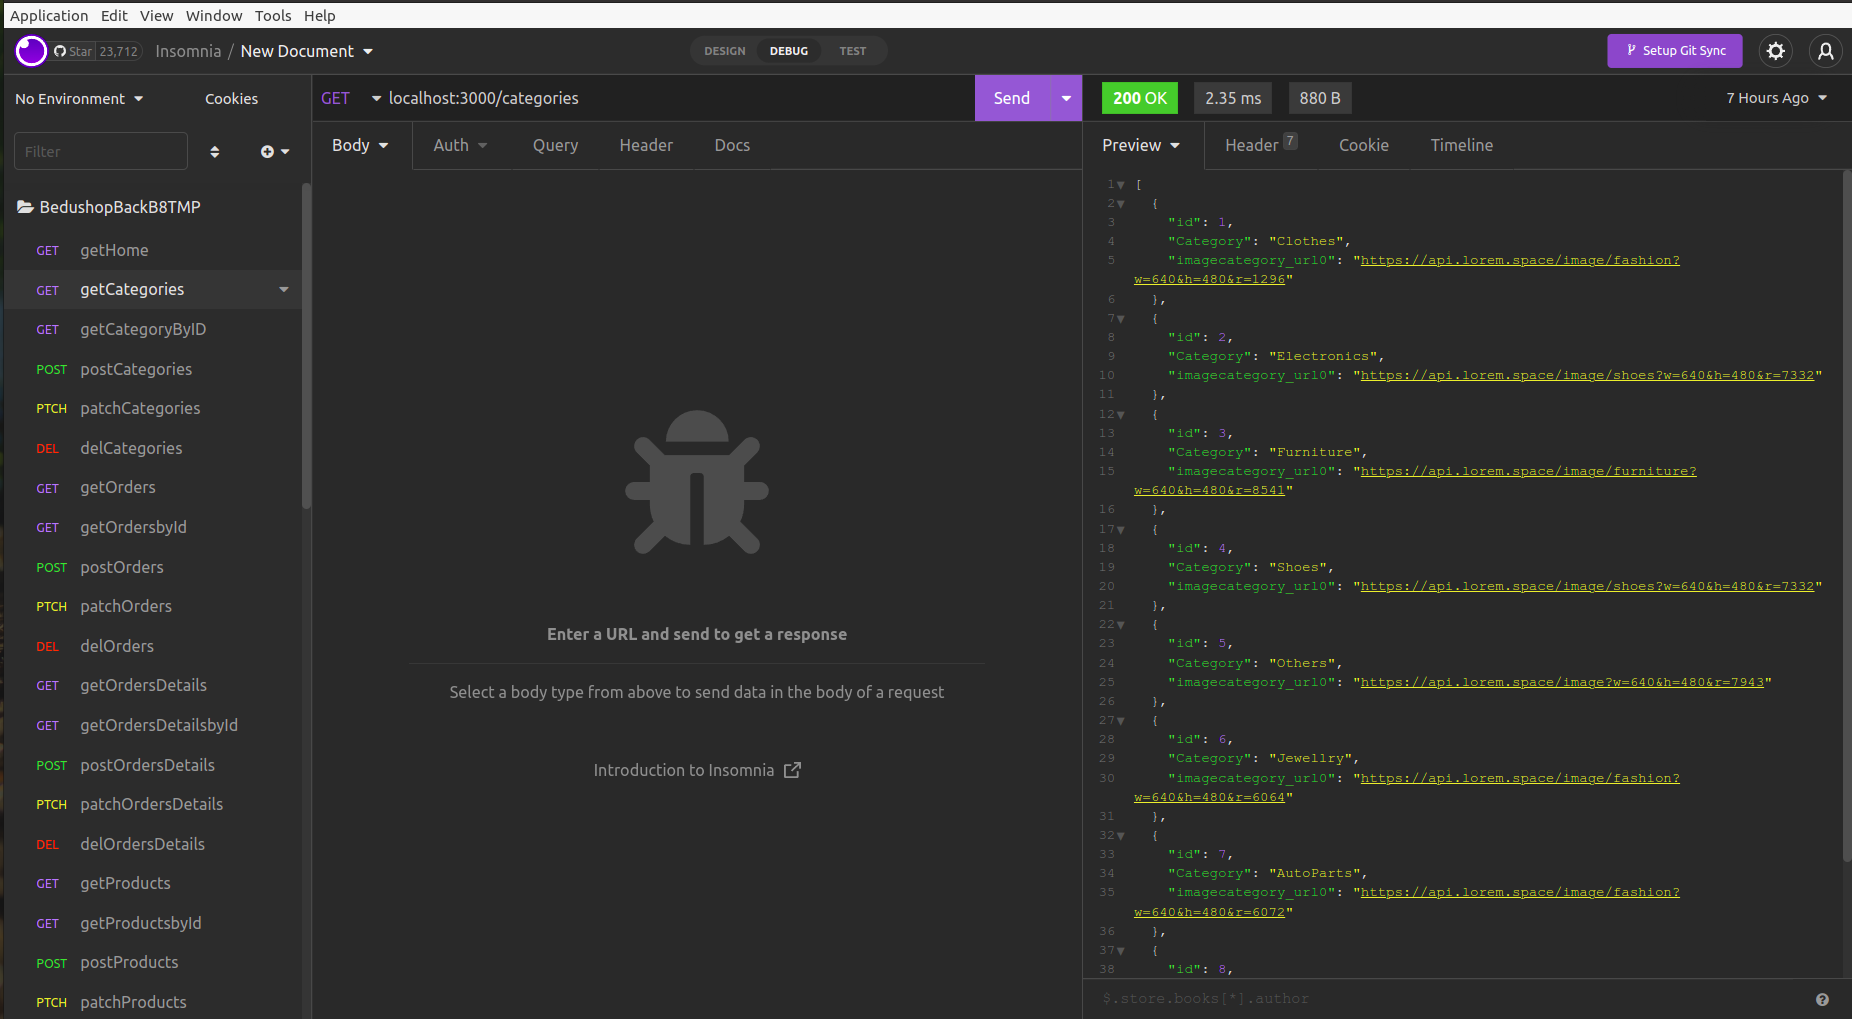 Application Edit View Window Tools Help
Star 23,712 Insomnia / New Document DESIGN DEBUG TEST Setup Git Sync
No Environment Cookies
Filter
BedushopBackB8TMP
GET getHome
GET getCategories
GET getCategoryByID
POST postCategories
PTCH patchCategories
DEL delCategories
GET getOrders
GET getOrdersbyId
POST postOrders
PTCH patchOrders
DEL delOrders
GET getOrdersDetails
GET getOrdersDetailsbyId
POST postOrdersDetails
PTCH patchOrdersDetails
DEL delOrdersDetails
GET getProducts
GET getProductsbyId
POST postProducts
PTCH patchProducts
GET localhost:3000/categories Send
Body Auth Query Header Docs
Enter a URL and send to get a response
Select a body type from above to send data in the body of a request
Introduction to Insomnia
200 OK 2.35 ms 880 B 7 Hours Ago
Preview Header 7 Cookie Timeline
1 [
2 {
3 "id": 1,
4 "Category": "Clothes",
5 "imagecategory_url0": "https://api.lorem.space/image/fashion?
w=640&h=480&r=1296"
6 },
7 {
8 "id": 2,
9 "Category": "Electronics",
10 "imagecategory_url0": "https://api.lorem.space/image/shoes?w=640&h=480&r=7332"
11 },
12 {
13 "id": 3,
14 "Category": "Furniture",
15 "imagecategory_url0": "https://api.lorem.space/image/furniture?
w=640&h=480&r=8541"
16 },
17 {
18 "id": 4,
19 "Category": "Shoes",
20 "imagecategory_url0": "https://api.lorem.space/image/shoes?w=640&h=480&r=7332"
21 },
22 {
23 "id": 5,
24 "Category": "Others",
25 "imagecategory_url0": "https://api.lorem.space/image?w=640&h=480&r=7943"
26 },
27 {
28 "id": 6,
29 "Category": "Jewellry",
30 "imagecategory_url0": "https://api.lorem.space/image/fashion?
w=640&h=480&r=6064"
31 },
32 {
33 "id": 7,
34 "Category": "AutoParts",
35 "imagecategory_url0": "https://api.lorem.space/image/fashion?
w=640&h=480&r=6072"
36 },
37 {
38 "id": 8,
$.store.books[*].author